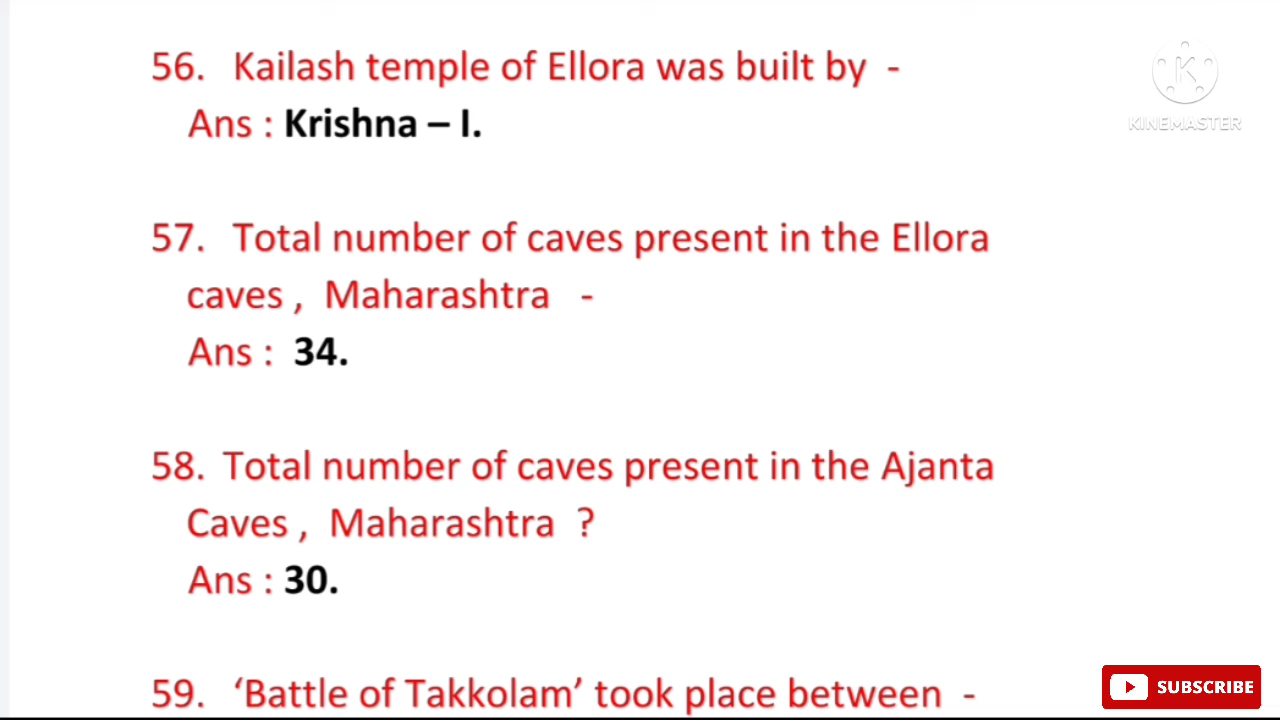 56. Kailash temple of Ellora was built by -
Ans : Krishna – I.
KINEMASTER
57. Total number of caves present in the Ellora
caves , Maharashtra -
Ans : 34.
58. Total number of caves present in the Ajanta
Caves , Maharashtra ?
Ans : 30.
59. ‘Battle of Takkolam’ took place between -
SUBSCRIBE